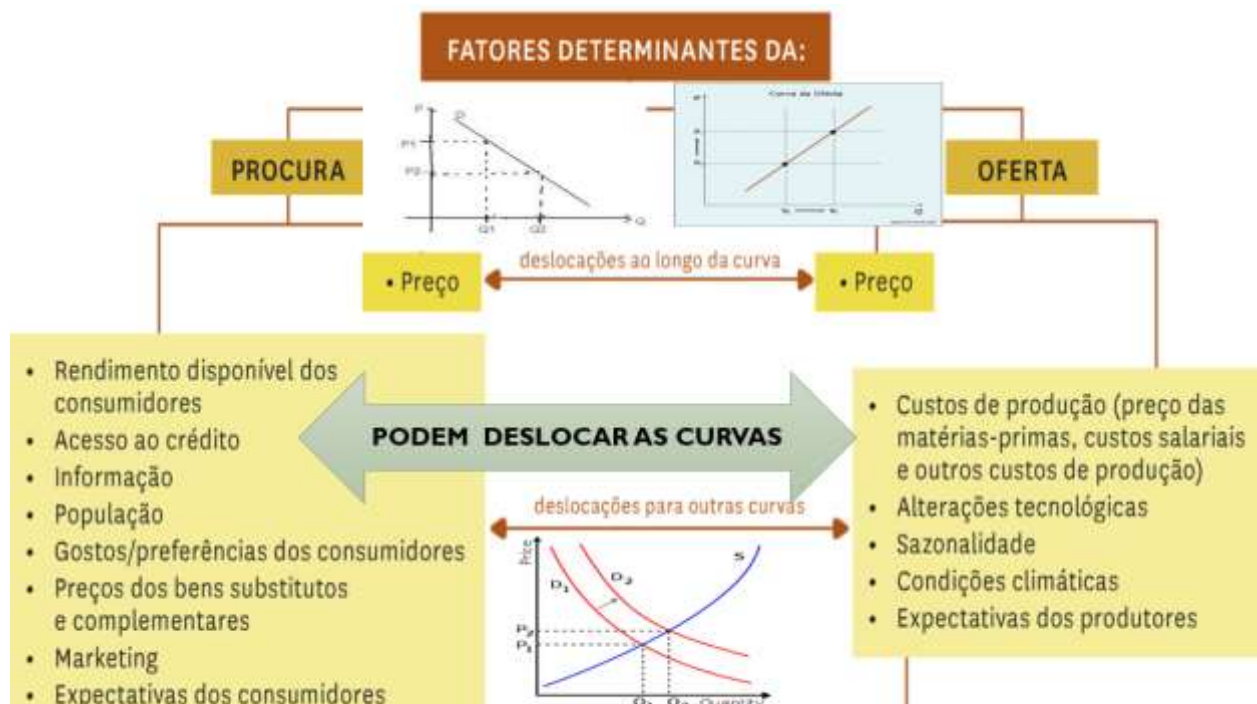 FATORES DETERMINANTES DA:
PROCURA
P
D
P1
P2
Q1
Q2
Q
Curva da Oferta
OFERTA
• Preço
deslocações ao longo da curva
• Preço
• Rendimento disponível dos
consumidores
• Acesso ao crédito
• Informação
• População
• Gostos/preferências dos consumidores
• Preços dos bens substitutos
e complementares
• Marketing
• Expectativas dos consumidores
PODEM DESLOCAR AS CURVAS
deslocações para outras curvas
Price
D₁
D₂
S
P₂
P₁
Quantity
• Custos de produção (preço das
matérias-primas, custos salariais
e outros custos de produção)
• Alterações tecnológicas
• Sazonalidade
• Condições climáticas
• Expectativas dos produtores